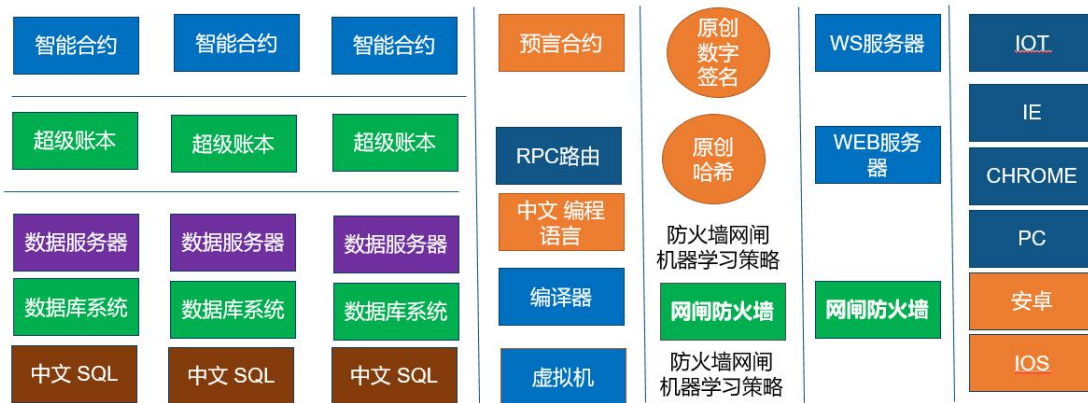 智能合约
智能合约
智能合约
超级账本
超级账本
超级账本
数据服务器
数据服务器
数据服务器
数据库系统
数据库系统
数据库系统
中文 SQL
中文 SQL
中文 SQL
预言合约
RPC路由
中文 编程
语言
编译器
虚拟机
原创
数字
签名
原创
哈希
防火墙网闸
机器学习策略
网闸防火墙
防火墙网闸
机器学习策略
WS服务器
WEB服务
器
网闸防火墙
IOT
IE
CHROME
PC
安卓
IOS